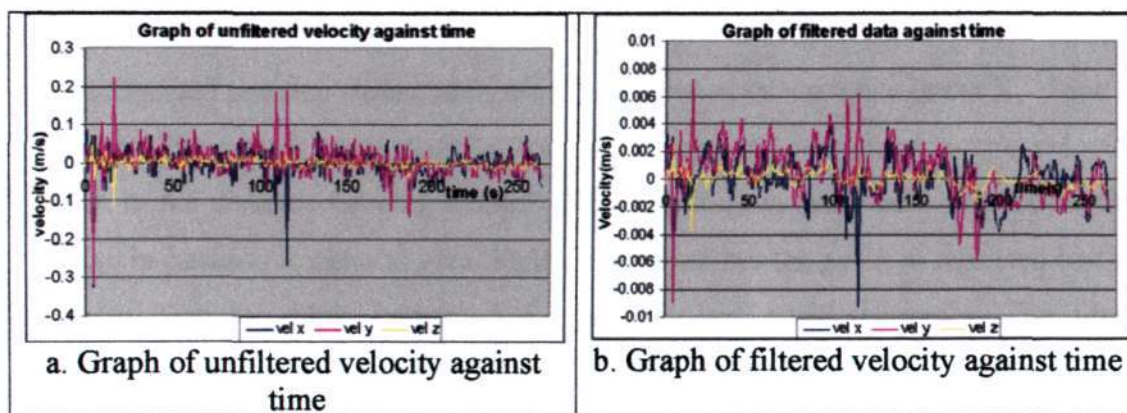 Graph of unfiltered velocity against time
0.3
0.2
0.1
0
-0.1
-0.2
-0.3
-0.4
velocity (m/s)
0 50 100 150 200 250
time (s)
vel x vel y vel z
a. Graph of unfiltered velocity against
time
Graph of filtered data against time
0.01
0.008
0.006
0.004
0.002
0
-0.002
-0.004
-0.006
-0.008
-0.01
Velocity(m/s)
0 50 100 150 200 250
vel x vel y vel z
b. Graph of filtered velocity against time